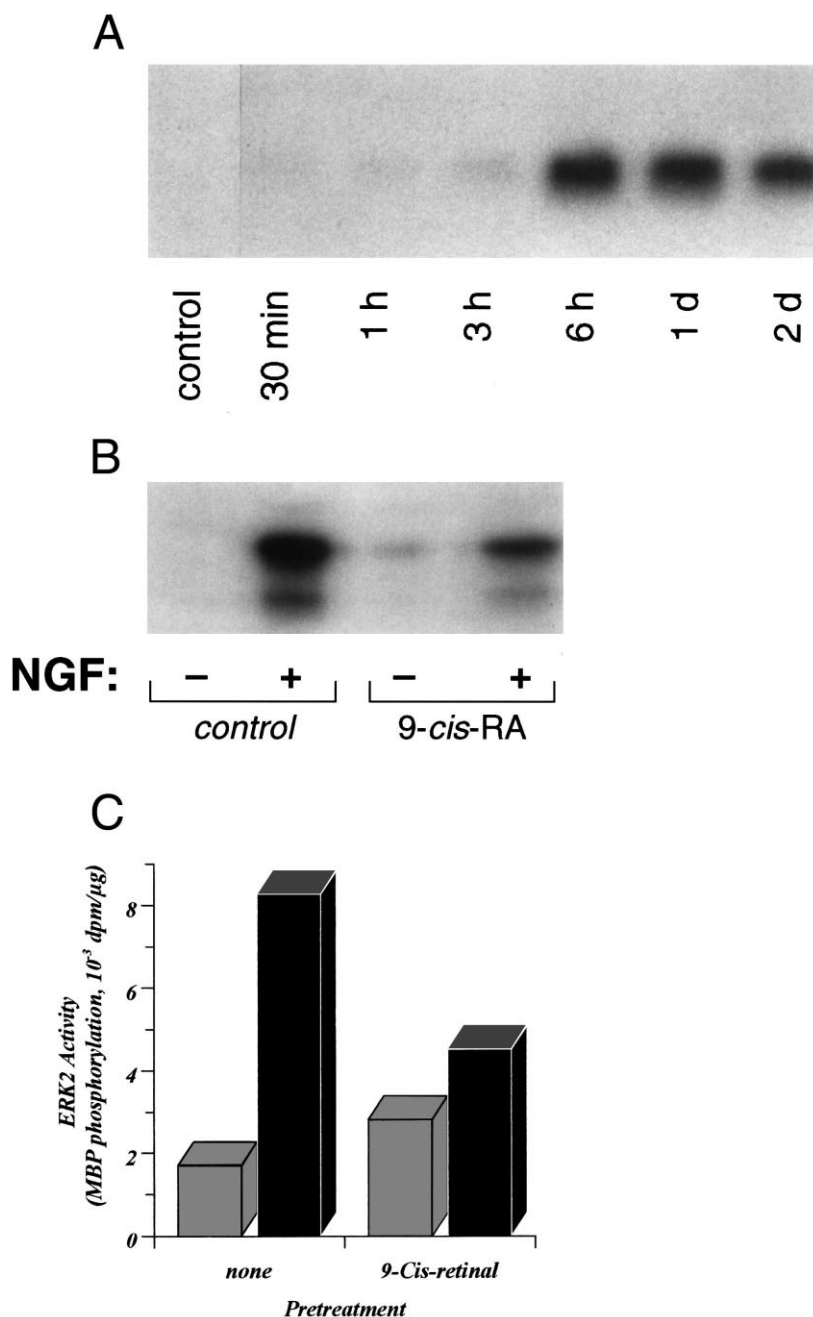 A
control
30 min
1 h
3 h
6 h
1 d
2 d
B
NGF: − + − +
control 9-cis-RA
C
ERK2 Activity
(MBP phosphorylation, 10⁻³ dpm/µg)
8
6
4
2
0
none 9-Cis-retinal
Pretreatment